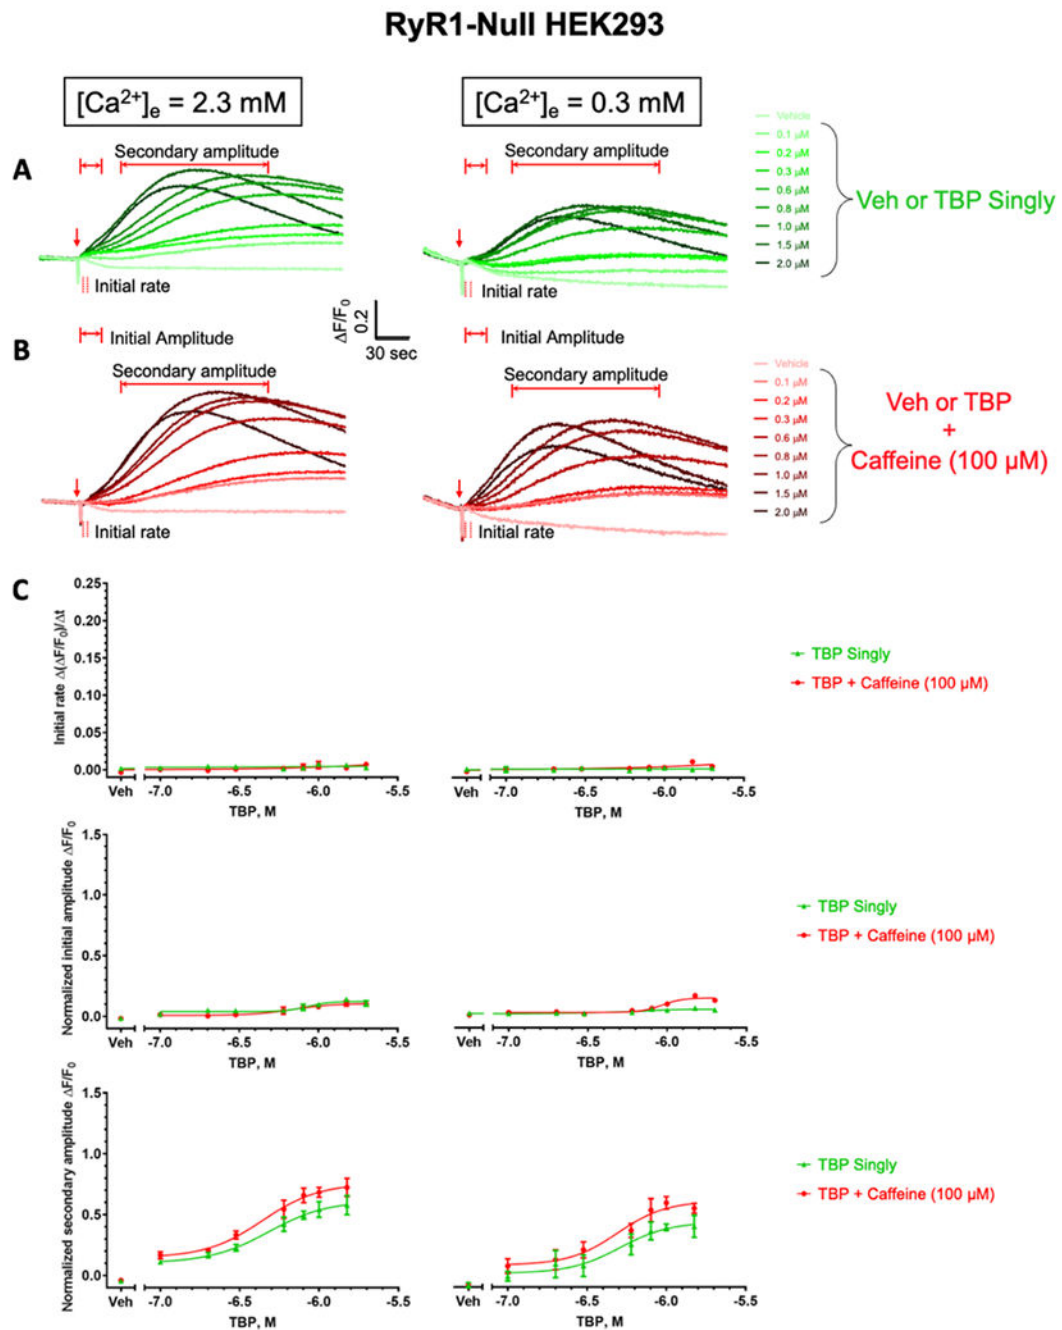 RyR1-Null HEK293
[Ca²⁺]ₑ = 2.3 mM
[Ca²⁺]ₑ = 0.3 mM
A
Secondary amplitude
Secondary amplitude
Initial rate
Initial rate
Vehicle
0.1 µM
0.2 µM
0.3 µM
0.6 µM
0.8 µM
1.0 µM
1.5 µM
2.0 µM
Veh or TBP Singly
ΔF/F₀
0.2
30 sec
B
Initial Amplitude
Initial Amplitude
Secondary amplitude
Secondary amplitude
Initial rate
Initial rate
Vehicle
0.1 µM
0.2 µM
0.3 µM
0.6 µM
0.8 µM
1.0 µM
1.5 µM
2.0 µM
Veh or TBP
+
Caffeine (100 µM)
C
Initial rate Δ(ΔF/F₀)/Δt
0.25
0.20
0.15
0.10
0.05
0.00
Veh -7.0 -6.5 -6.0 -5.5
TBP, M
Veh -7.0 -6.5 -6.0 -5.5
TBP, M
TBP Singly
TBP + Caffeine (100 µM)
Normalized initial amplitude ΔF/F₀
1.5
1.0
0.5
0.0
Veh -7.0 -6.5 -6.0 -5.5
TBP, M
Veh -7.0 -6.5 -6.0 -5.5
TBP, M
TBP Singly
TBP + Caffeine (100 µM)
Normalized secondary amplitude ΔF/F₀
1.5
1.0
0.5
0.0
Veh -7.0 -6.5 -6.0 -5.5
TBP, M
Veh -7.0 -6.5 -6.0 -5.5
TBP, M
TBP Singly
TBP + Caffeine (100 µM)